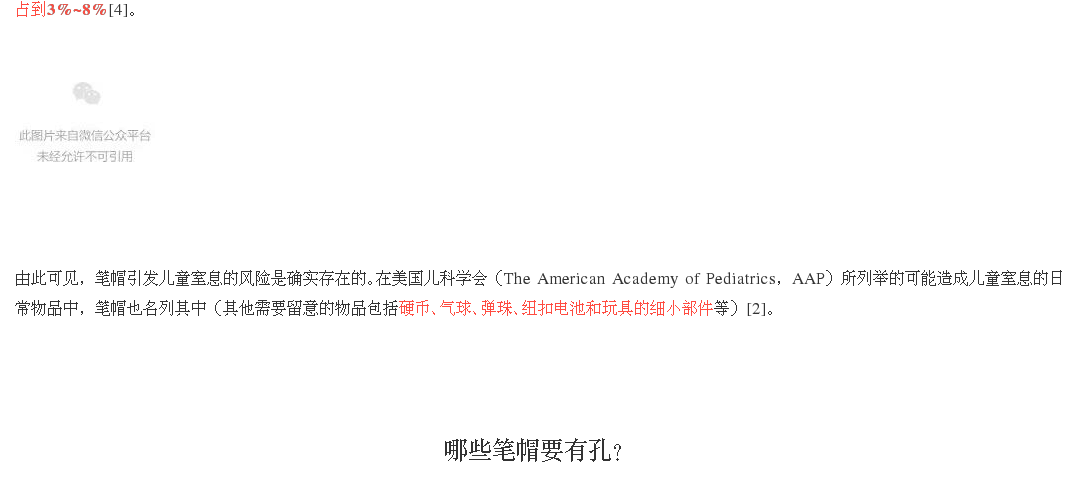 占到3%~8%[4]。
此图片来自微信公众平台
未经允许不可引用
由此可见，笔帽引发儿童窒息的风险是确实存在的。在美国儿科学会（The American Academy of Pediatrics，AAP）所列举的可能造成儿童窒息的日
常物品中，笔帽也名列其中（其他需要留意的物品包括硬币、气球、弹珠、纽扣电池和玩具的细小部件等）[2]。
哪些笔帽要有孔？